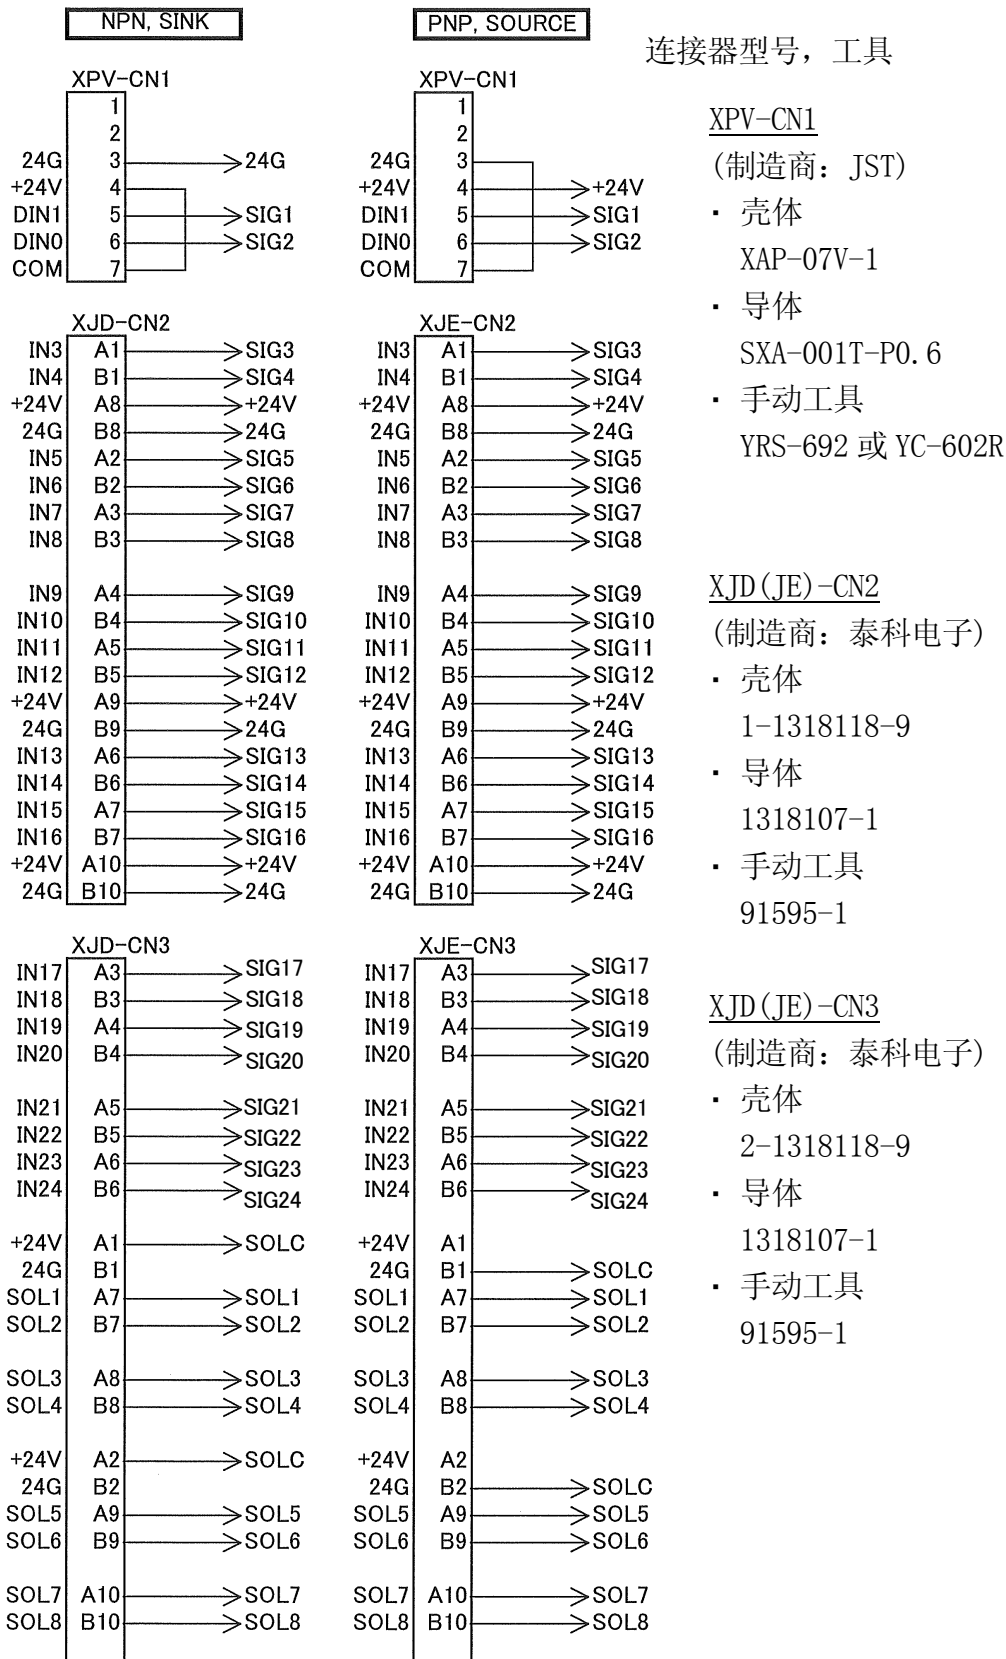 NPN, SINK
XPV-CN1
1
2
24G 3 24G
+24V 4
DIN1 5 SIG1
DIN0 6 SIG2
COM 7
XJD-CN2
IN3 A1 SIG3
IN4 B1 SIG4
+24V A8 +24V
24G B8 24G
IN5 A2 SIG5
IN6 B2 SIG6
IN7 A3 SIG7
IN8 B3 SIG8
IN9 A4 SIG9
IN10 B4 SIG10
IN11 A5 SIG11
IN12 B5 SIG12
+24V A9 +24V
24G B9 24G
IN13 A6 SIG13
IN14 B6 SIG14
IN15 A7 SIG15
IN16 B7 SIG16
+24V A10 +24V
24G B10 24G
XJD-CN3
IN17 A3 SIG17
IN18 B3 SIG18
IN19 A4 SIG19
IN20 B4 SIG20
IN21 A5 SIG21
IN22 B5 SIG22
IN23 A6 SIG23
IN24 B6 SIG24
+24V A1 SOLC
24G B1
SOL1 A7 SOL1
SOL2 B7 SOL2
SOL3 A8 SOL3
SOL4 B8 SOL4
+24V A2 SOLC
24G B2
SOL5 A9 SOL5
SOL6 B9 SOL6
SOL7 A10 SOL7
SOL8 B10 SOL8
PNP, SOURCE
XPV-CN1
1
2
24G 3
+24V 4 +24V
DIN1 5 SIG1
DIN0 6 SIG2
COM 7
XJE-CN2
IN3 A1 SIG3
IN4 B1 SIG4
+24V A8 +24V
24G B8 24G
IN5 A2 SIG5
IN6 B2 SIG6
IN7 A3 SIG7
IN8 B3 SIG8
IN9 A4 SIG9
IN10 B4 SIG10
IN11 A5 SIG11
IN12 B5 SIG12
+24V A9 +24V
24G B9 24G
IN13 A6 SIG13
IN14 B6 SIG14
IN15 A7 SIG15
IN16 B7 SIG16
+24V A10 +24V
24G B10 24G
XJE-CN3
IN17 A3 SIG17
IN18 B3 SIG18
IN19 A4 SIG19
IN20 B4 SIG20
IN21 A5 SIG21
IN22 B5 SIG22
IN23 A6 SIG23
IN24 B6 SIG24
+24V A1
24G B1 SOLC
SOL1 A7 SOL1
SOL2 B7 SOL2
SOL3 A8 SOL3
SOL4 B8 SOL4
+24V A2
24G B2 SOLC
SOL5 A9 SOL5
SOL6 B9 SOL6
SOL7 A10 SOL7
SOL8 B10 SOL8
连接器型号，工具
XPV-CN1
(制造商：JST)
· 壳体
XAP-07V-1
· 导体
SXA-001T-P0.6
· 手动工具
YRS-692 或 YC-602R
XJD(JE)-CN2
(制造商：泰科电子)
· 壳体
1-1318118-9
· 导体
1318107-1
· 手动工具
91595-1
XJD(JE)-CN3
(制造商：泰科电子)
· 壳体
2-1318118-9
· 导体
1318107-1
· 手动工具
91595-1